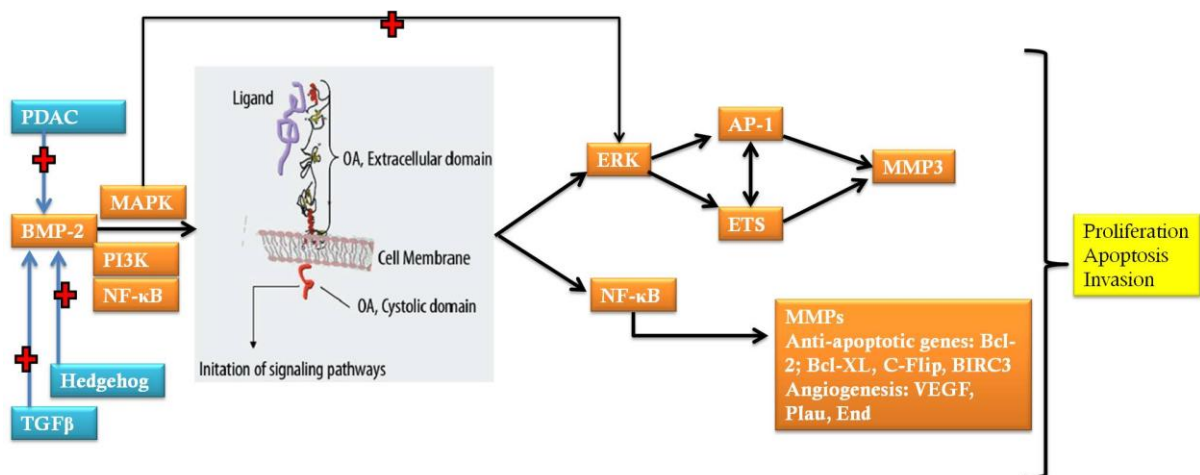 PDAC
MAPK
BMP-2
PI3K
NF-κB
Hedgehog
TGFβ
Ligand
OA, Extracellular domain
Cell Membrane
OA, Cystolic domain
Initation of signaling pathways
ERK
AP-1
ETS
MMP3
NF-κB
MMPs
Anti-apoptotic genes: Bcl-
2; Bcl-XL, C-Flip, BIRC3
Angiogenesis: VEGF,
Plau, End
Proliferation
Apoptosis
Invasion